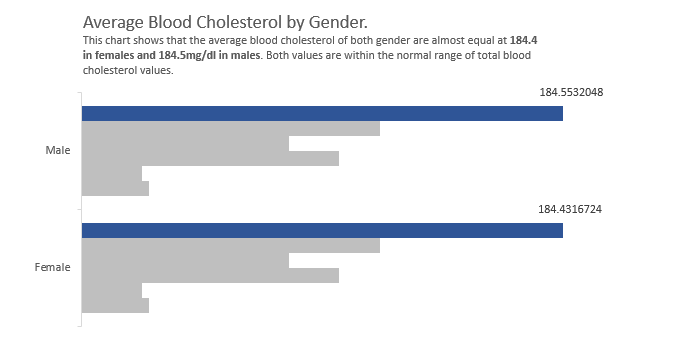 Average Blood Cholesterol by Gender.
This chart shows that the average blood cholesterol of both gender are almost equal at 184.4
in females and 184.5mg/dl in males. Both values are within the normal range of total blood
cholesterol values.
184.5532048
Male
184.4316724
Female